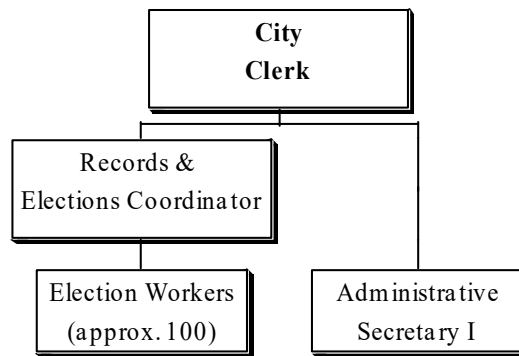 City
Clerk
Records &
Elections Coordinator
Election Workers
(approx. 100)
Administrative
Secretary I